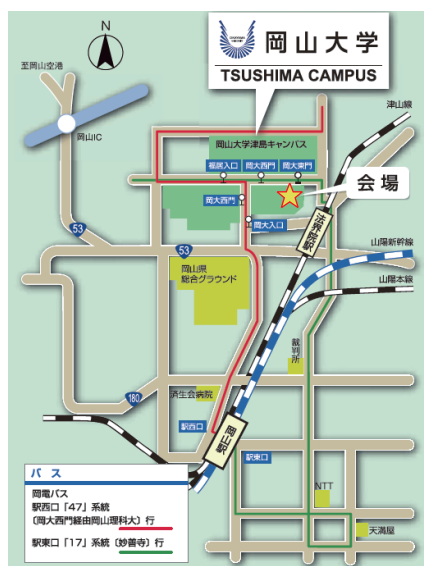 N
岡山大学
TSUSHIMA CAMPUS
至岡山空港
岡山IC
津山線
岡山大学津島キャンパス
福居入口
岡大西門
岡大東門
会場
岡大西門
岡大入口
法界院駅
53
53
山陽新幹線
山陽本線
岡山県
総合グラウンド
裁判所
済生会病院
180
駅西口
岡山駅
駅東口
NTT
天満屋
バス
岡電バス
駅西口「47」系統
〔岡大西門経由岡山理科大〕行
駅東口「17」系統〔妙善寺〕行